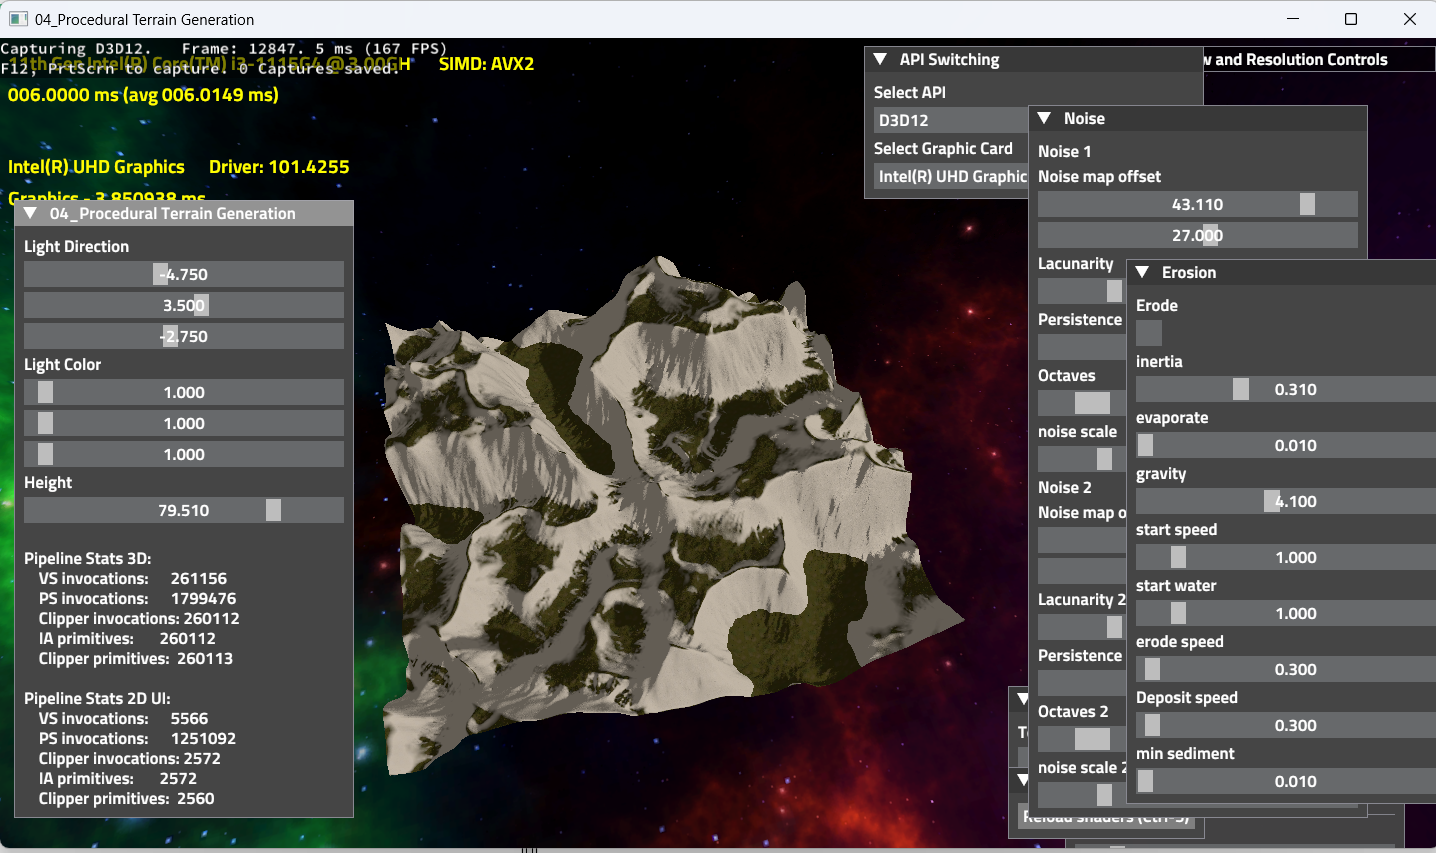 04_Procedural Terrain Generation
Capturing D3D12.   Frame: 12847. 5 ms (167 FPS)
11th Gen Intel(R) Core(TM) i3-1115G4 @ 3.00GH    SIMD: AVX2
F12, PrtScrn to capture. 0 Captures saved.
006.0000 ms (avg 006.0149 ms)
Intel(R) UHD Graphics    Driver: 101.4255
Graphics - 3.850938 ms
04_Procedural Terrain Generation
Light Direction
-4.750
3.500
-2.750
Light Color
1.000
1.000
1.000
Height
79.510
Pipeline Stats 3D:
VS invocations: 261156
PS invocations: 1799476
Clipper invocations: 260112
IA primitives: 260112
Clipper primitives: 260113
Pipeline Stats 2D UI:
VS invocations: 5566
PS invocations: 1251092
Clipper invocations: 2572
IA primitives: 2572
Clipper primitives: 2560
API Switching
Select API
D3D12
Select Graphic Card
Intel(R) UHD Graphic
w and Resolution Controls
Noise
Noise 1
Noise map offset
43.110
27.000
Lacunarity
Persistence
Octaves
noise scale
Noise 2
Noise map o
Lacunarity 2
Persistence
Octaves 2
noise scale 2
Erosion
Erode
inertia
0.310
evaporate
0.010
gravity
4.100
start speed
1.000
start water
1.000
erode speed
0.300
Deposit speed
0.300
min sediment
0.010
Reload shaders (Ctrl-S)